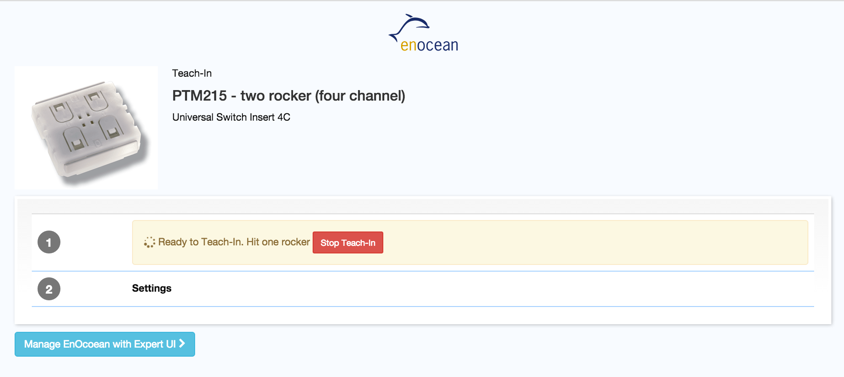 enocean
Teach-In
PTM215 - two rocker (four channel)
Universal Switch Insert 4C
1
Ready to Teach-In. Hit one rocker
Stop Teach-In
2
Settings
Manage EnOcoean with Expert UI